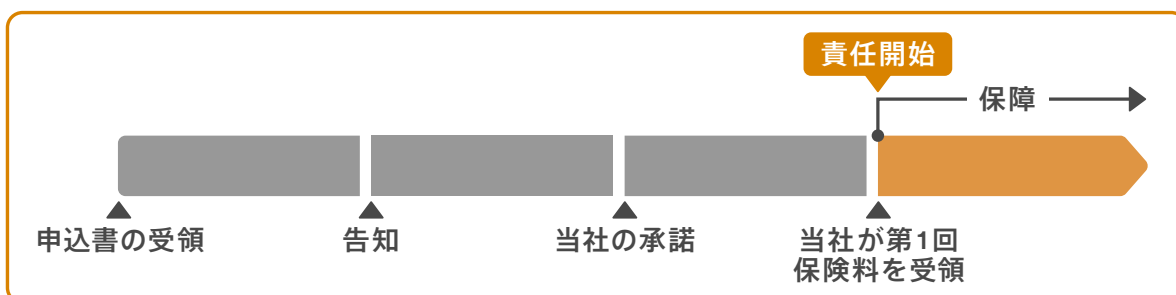 責任開始
保障
申込書の受領
告知
当社の承諾
当社が第1回
保険料を受領